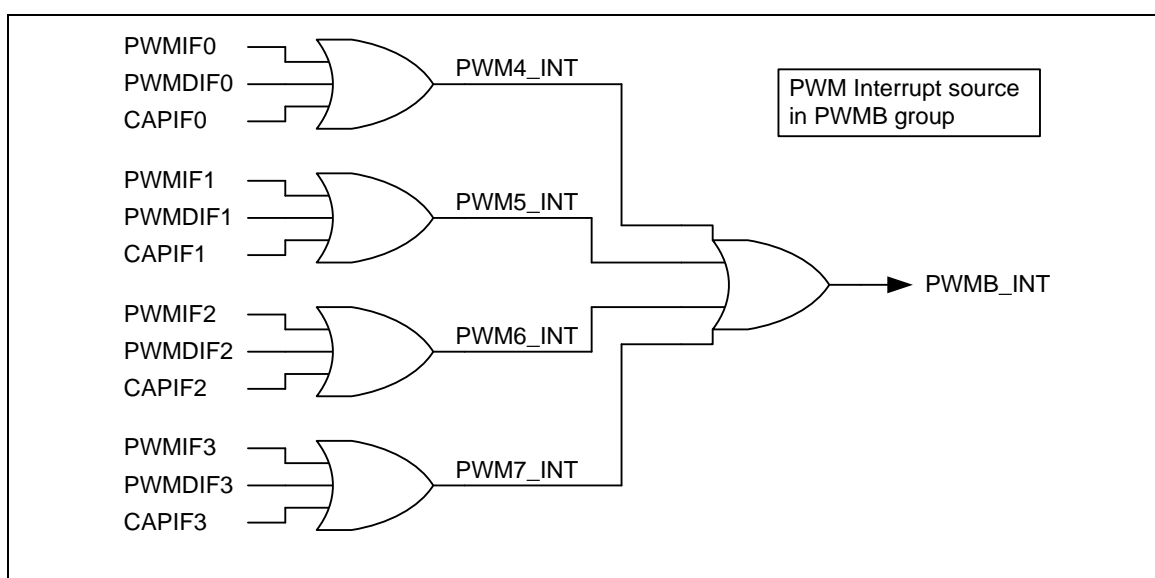 PWMIF0
PWMDIF0
CAPIF0
PWM4_INT
PWM Interrupt source
in PWMB group
PWMIF1
PWMDIF1
CAPIF1
PWM5_INT
PWMB_INT
PWMIF2
PWMDIF2
CAPIF2
PWM6_INT
PWMIF3
PWMDIF3
CAPIF3
PWM7_INT